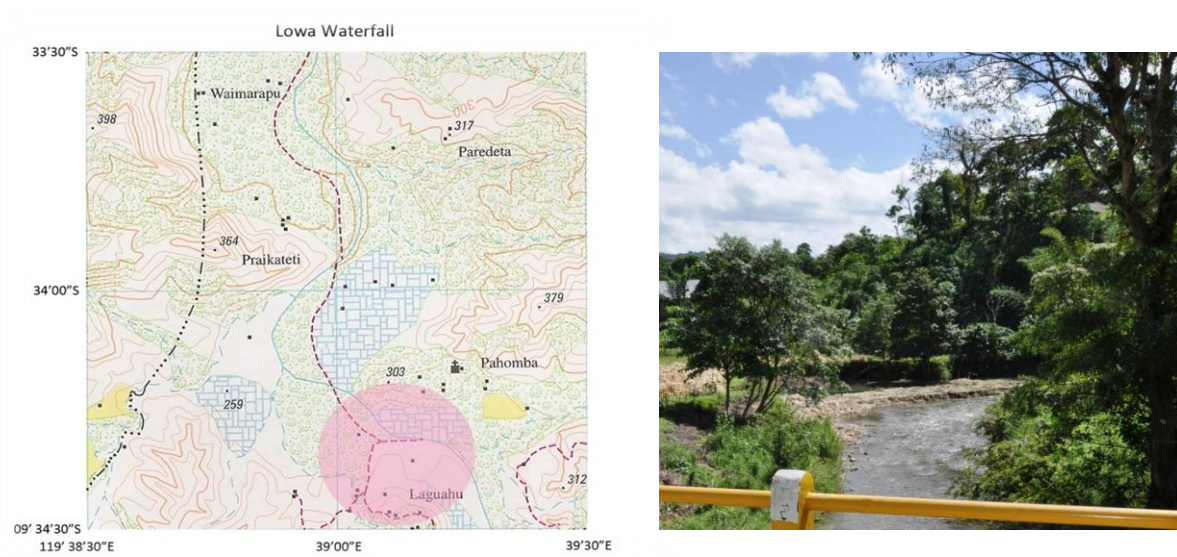 Lowa Waterfall
33'30"S
Waimarapu
398
300
317
Paredeta
364
Praikateti
34'00"S
379
Pahomba
303
259
Laguahu
312
09' 34'30"S
119' 38'30"E
39'00"E
39'30"E